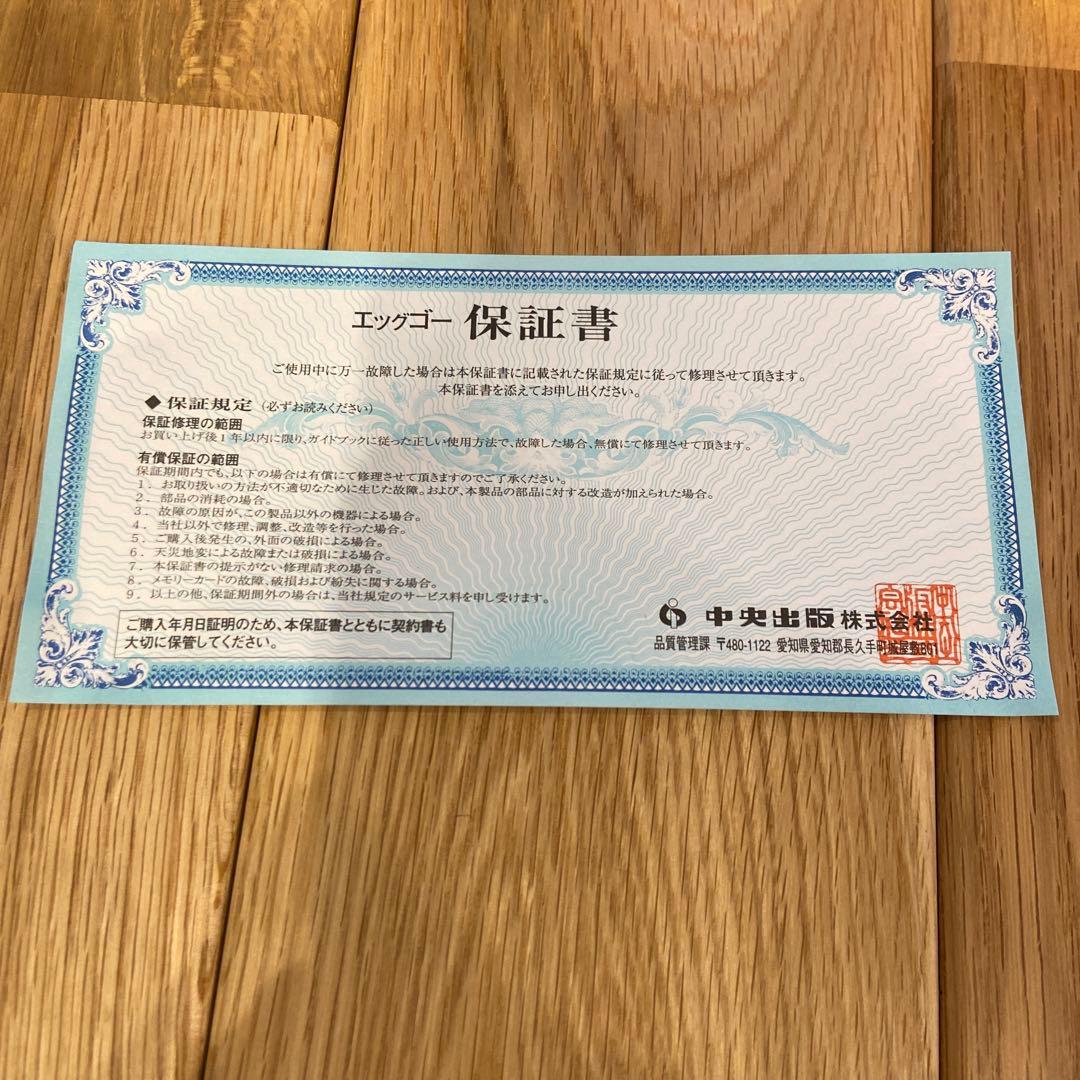 エッグゴー 保証書
ご使用中に万一故障した場合は本保証書に記載された保証規定に従って修理させて頂きます。
本保証書を添えてお申し出ください。
◆保証規定（必ずお読みください）
保証修理の範囲
お買い上げ後1年以内に限り、ガイドブックに従った正しい使用方法で、故障した場合、無償にて修理させて頂きます。
有償保証の範囲
保証期間内でも、以下の場合は有償にて修理させて頂きますのでご了承ください。
1．お取り扱いの方法が不適切なために生じた故障。および、本製品の部品に対する改造が加えられた場合。
2．部品の消耗の場合。
3．故障の原因が、この製品以外の機器による場合。
4．当社以外で修理、調整、改造等を行った場合。
5．ご購入後発生の、外面の破損による場合。
6．天災地変による故障または破損による場合。
7．本保証書の提示がない修理請求の場合。
8．メモリーカードの故障、破損および紛失に関する場合。
9．以上の他、保証期間外の場合は、当社規定のサービス料を申し受けます。
ご購入年月日証明のため、本保証書とともに契約書も
大切に保管してください。
中央出版株式会社
品質管理課 〒480-1122 愛知県愛知郡長久手町城屋敷861